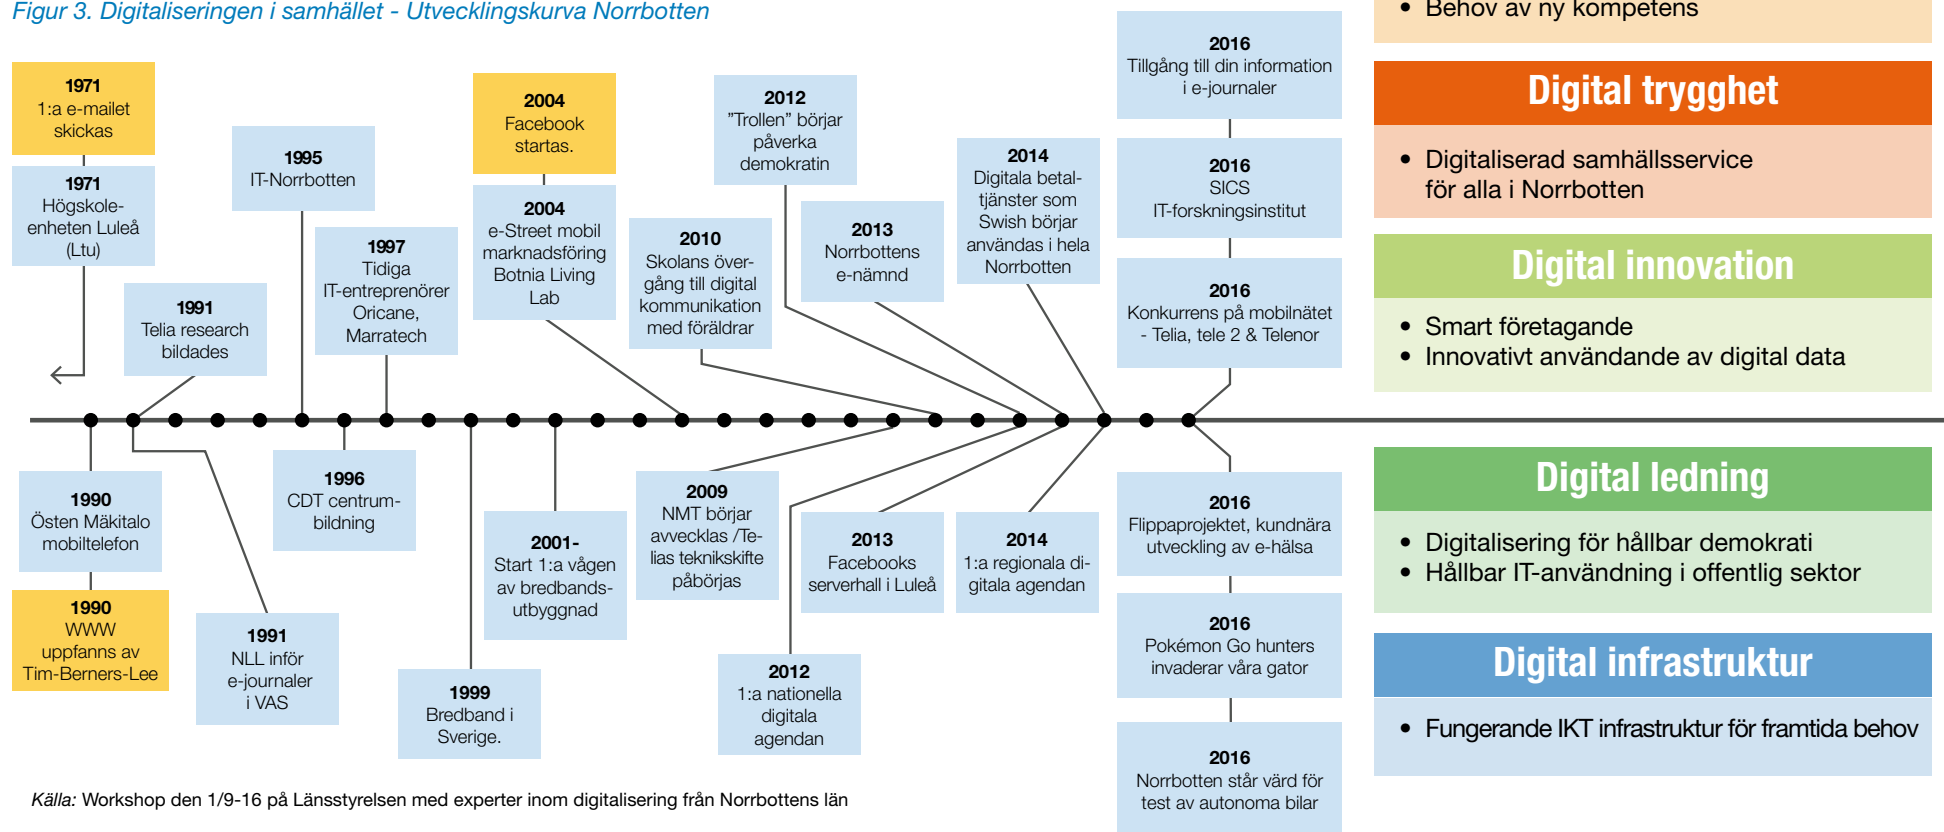 Figur 3. Digitaliseringen i samhället - Utvecklingskurva Norrbotten
1971
1:a e-mailet
skickas
1971
Högskole-
enheten Luleå
(Ltu)
1991
Telia research
bildades
1995
IT-Norrbotten
1997
Tidiga
IT-entreprenörer
Oricane,
Marratech
2004
Facebook
startas.
2004
e-Street mobil
marknadsföring
Botnia Living
Lab
2010
Skolans över-
gång till digital
kommunikation
med föräldrar
2012
”Trollen” börjar
påverka
demokratin
2013
Norrbottens
e-nämnd
2014
Digitala betal-
tjänster som
Swish börjar
användas i hela
Norrbotten
2016
Tillgång till din information
i e-journaler
2016
SICS
IT-forskningsinstitut
2016
Konkurrens på mobilnätet
- Telia, tele 2 & Telenor
1990
Östen Mäkitalo
mobiltelefon
1990
WWW
uppfanns av
Tim-Berners-Lee
1991
NLL inför
e-journaler
i VAS
1996
CDT centrum-
bildning
1999
Bredband i
Sverige.
2001-
Start 1:a vågen
av bredbands-
utbyggnad
2009
NMT börjar
avvecklas /Te-
lias teknikskifte
påbörjas
2012
1:a nationella
digitala
agendan
2013
Facebooks
serverhall i Luleå
2014
1:a regionala di-
gitala agendan
2016
Flippaprojektet, kundnära
utveckling av e-hälsa
2016
Pokémon Go hunters
invaderar våra gator
2016
Norrbotten står värd för
test av autonoma bilar
Källa: Workshop den 1/9-16 på Länsstyrelsen med experter inom digitalisering från Norrbottens län
• Behov av ny kompetens
Digital trygghet
• Digitaliserad samhällsservice
för alla i Norrbotten
Digital innovation
• Smart företagande
• Innovativt användande av digital data
Digital ledning
• Digitalisering för hållbar demokrati
• Hållbar IT-användning i offentlig sektor
Digital infrastruktur
• Fungerande IKT infrastruktur för framtida behov